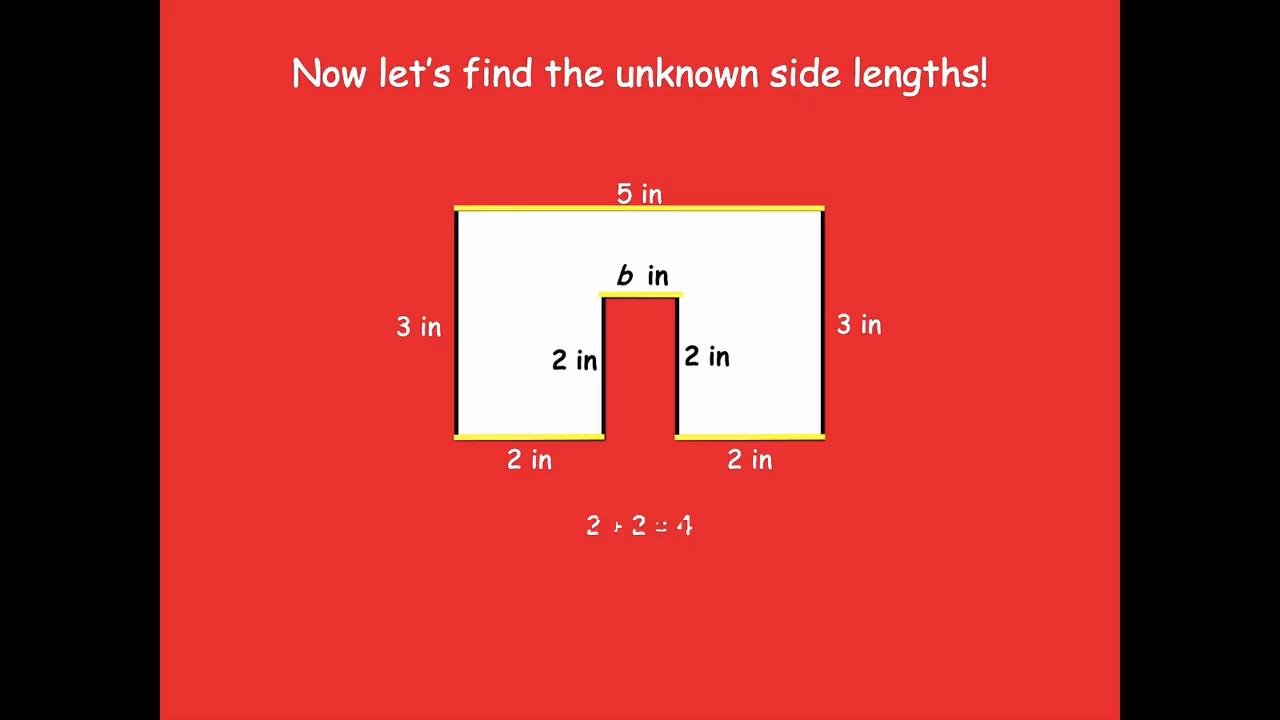 Now let's find the unknown side lengths!
5 in
b in
3 in
2 in
2 in
3 in
2 in
2 in
2 + 2 = 4